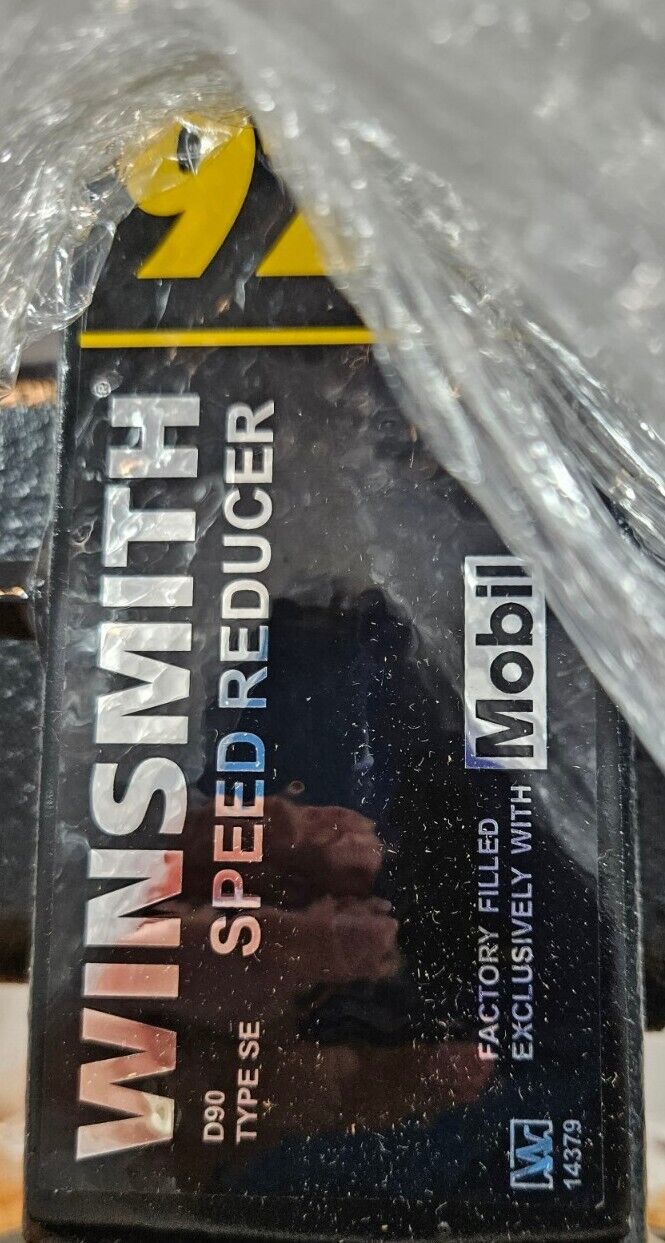 WINSMITH®
D90
TYPE SE
SPEED REDUCER
FACTORY FILLED
EXCLUSIVELY WITH Mobil
14379